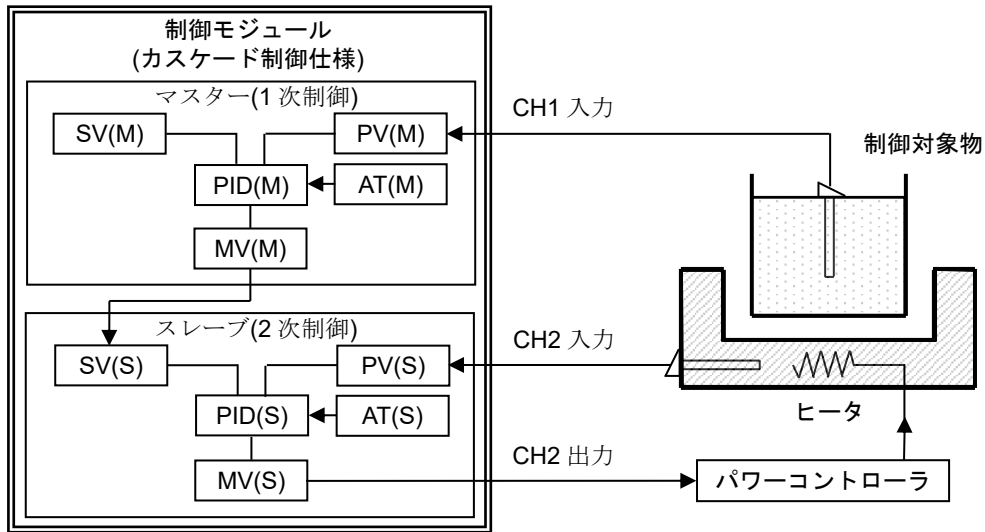 制御モジュール
(カスケード制御仕様)
マスター(1 次制御)
SV(M)
PV(M)
PID(M)
AT(M)
MV(M)
CH1 入力
制御対象物
スレーブ(2 次制御)
SV(S)
PV(S)
PID(S)
AT(S)
MV(S)
CH2 入力
ヒータ
CH2 出力
パワーコントローラ